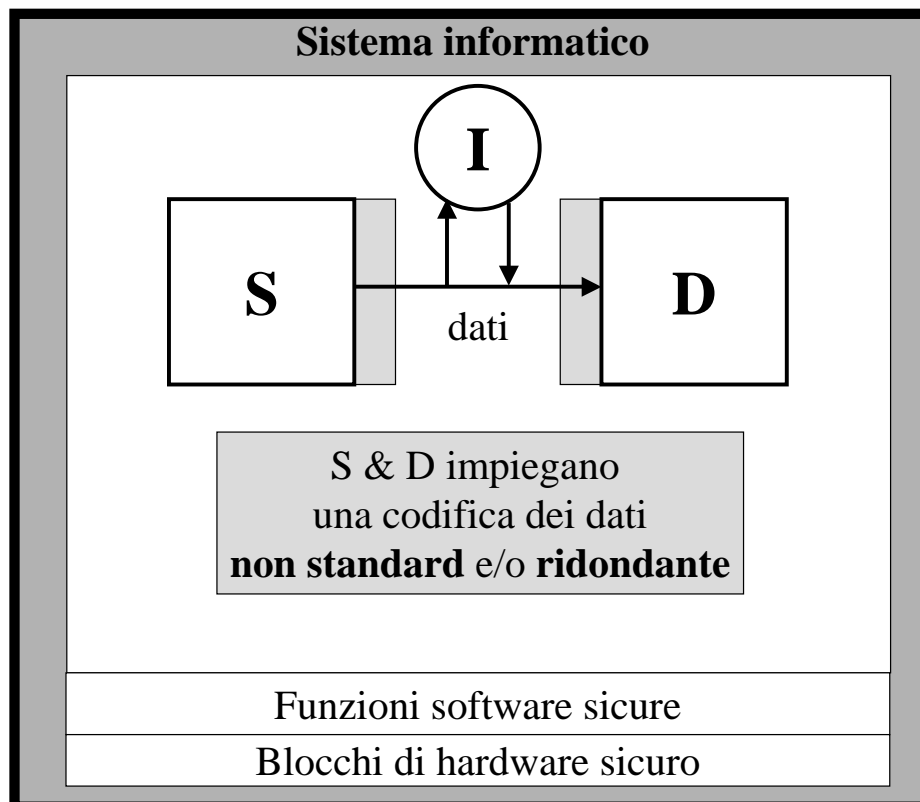 Sistema informatico
I
S
D
dati
S & D impiegano
una codifica dei dati
non standard e/o ridondante
Funzioni software sicure
Blocchi di hardware sicuro